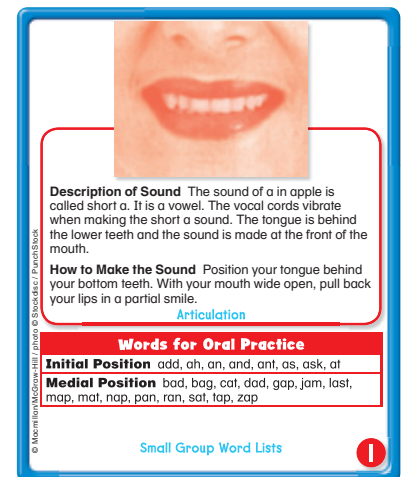 Description of Sound The sound of a in apple is
called short a. It is a vowel. The vocal cords vibrate
when making the short a sound. The tongue is behind
the lower teeth and the sound is made at the front of the
mouth.
How to Make the Sound Position your tongue behind
your bottom teeth. With your mouth wide open, pull back
your lips in a partial smile.
Articulation
Words for Oral Practice
Initial Position add, ah, an, and, ant, as, ask, at
Medial Position bad, bag, cat, dad, gap, jam, last,
map, mat, nap, pan, ran, sat, tap, zap
Small Group Word Lists
1
© Macmillan/McGraw-Hill / photo © Stockdisc / PunchStock